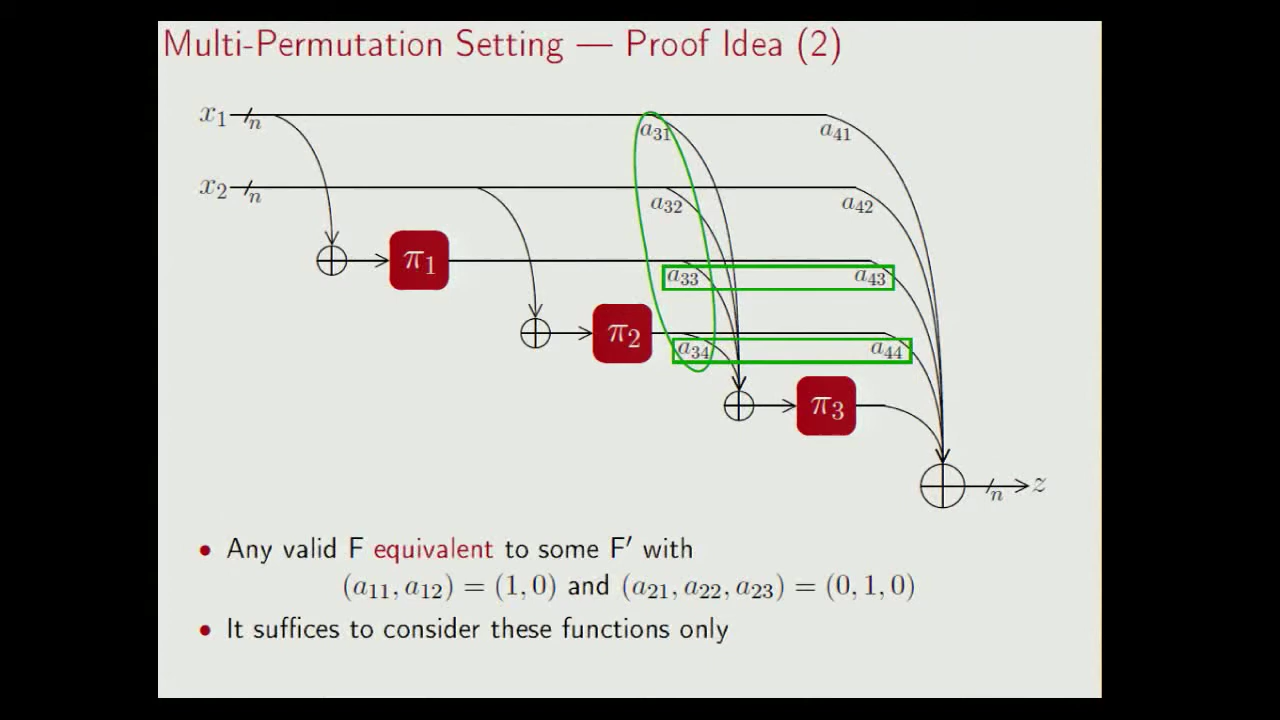 Multi-Permutation Setting — Proof Idea (2)
x₁ n a₃₁ a₄₁
x₂ n a₃₂ a₄₂
π₁ a₃₃ a₄₃
π₂ a₃₄ a₄₄
π₃
n z
• Any valid F equivalent to some F′ with
(a₁₁, a₁₂) = (1, 0) and (a₂₁, a₂₂, a₂₃) = (0, 1, 0)
• It suffices to consider these functions only